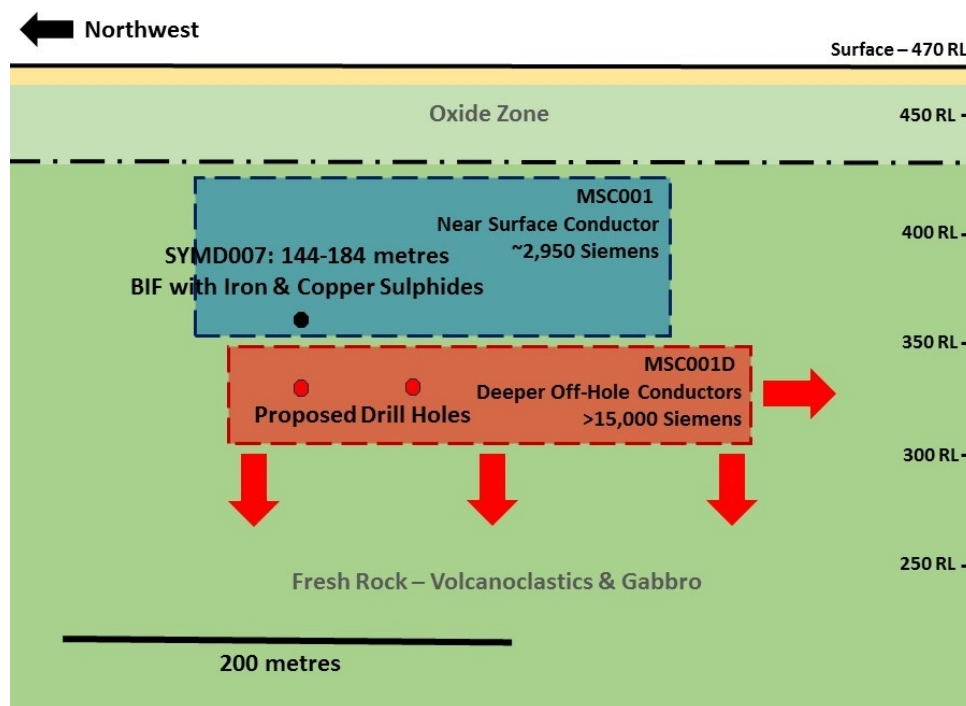 Northwest
Surface – 470 RL
Oxide Zone
450 RL
MSC001
Near Surface Conductor
~2,950 Siemens
400 RL
SYMD007: 144-184 metres
BIF with Iron & Copper Sulphides
350 RL
MSC001D
Deeper Off-Hole Conductors
>15,000 Siemens
Proposed Drill Holes
300 RL
250 RL
Fresh Rock – Volcanoclastics & Gabbro
200 metres